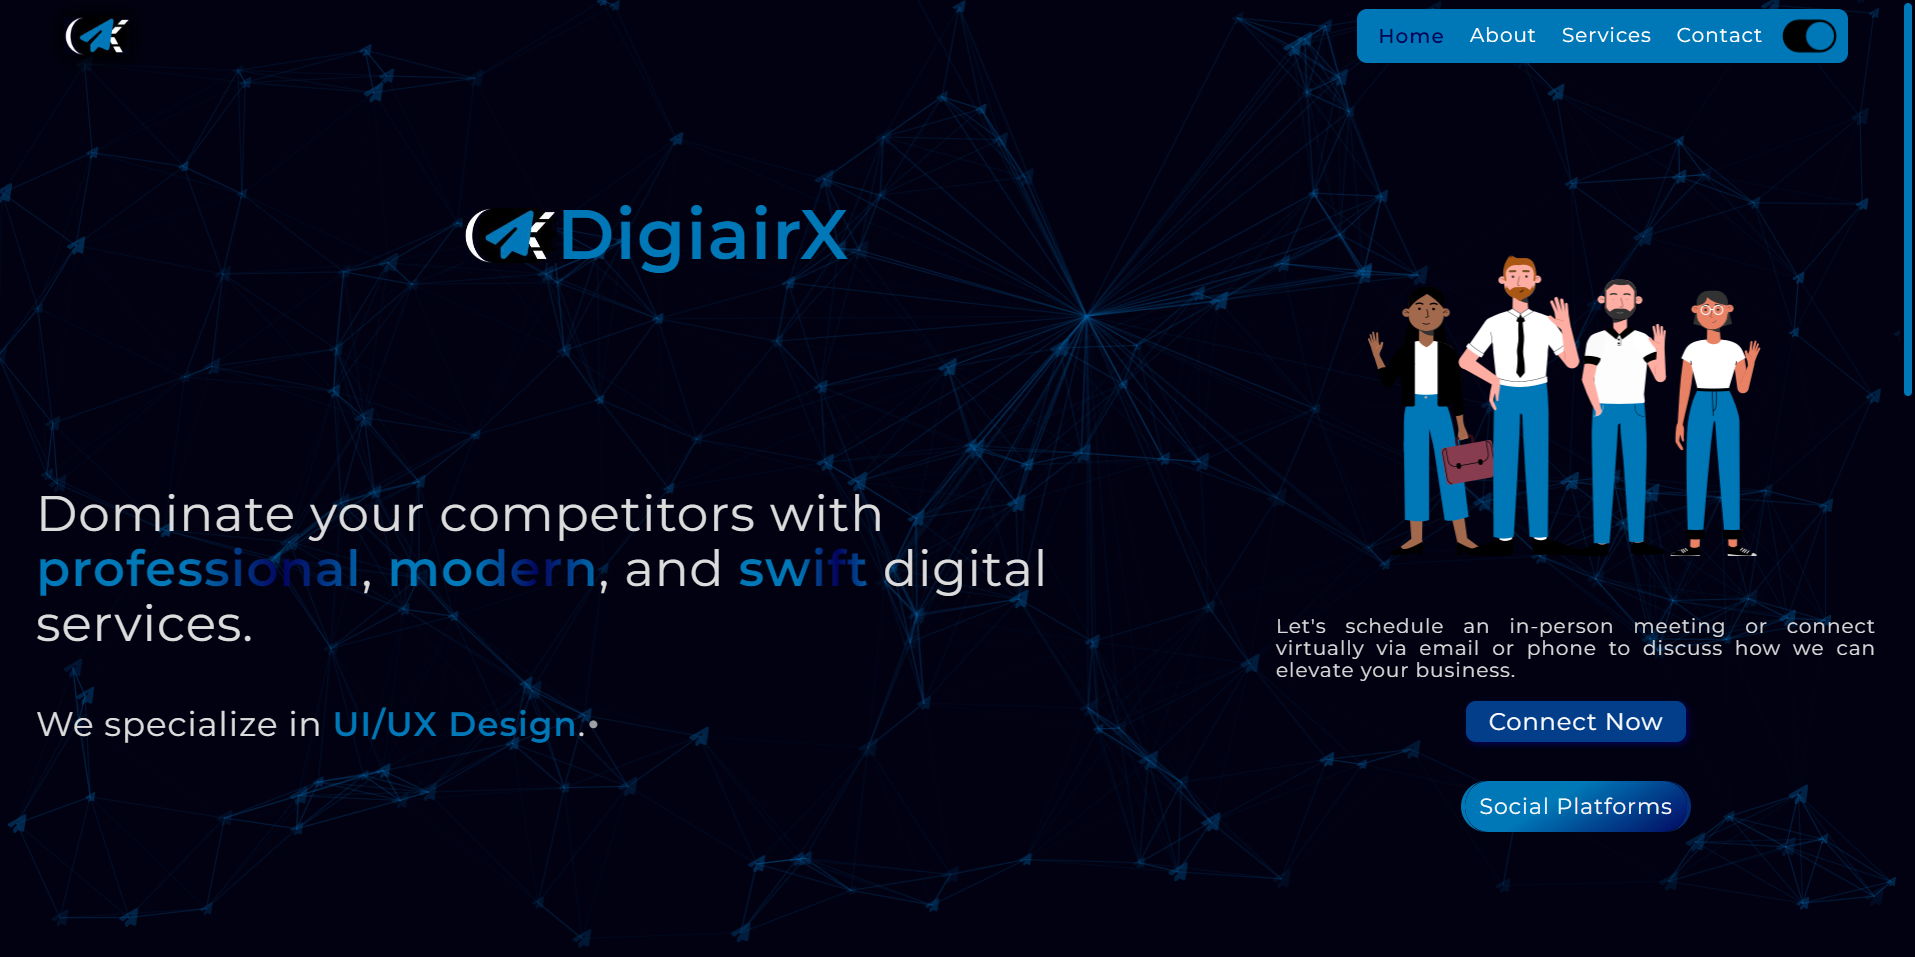 Home About Services Contact
DigiairX
Dominate your competitors with
professional, modern, and swift digital
services.
We specialize in UI/UX Design.
Let's schedule an in-person meeting or connect
virtually via email or phone to discuss how we can
elevate your business.
Connect Now
Social Platforms